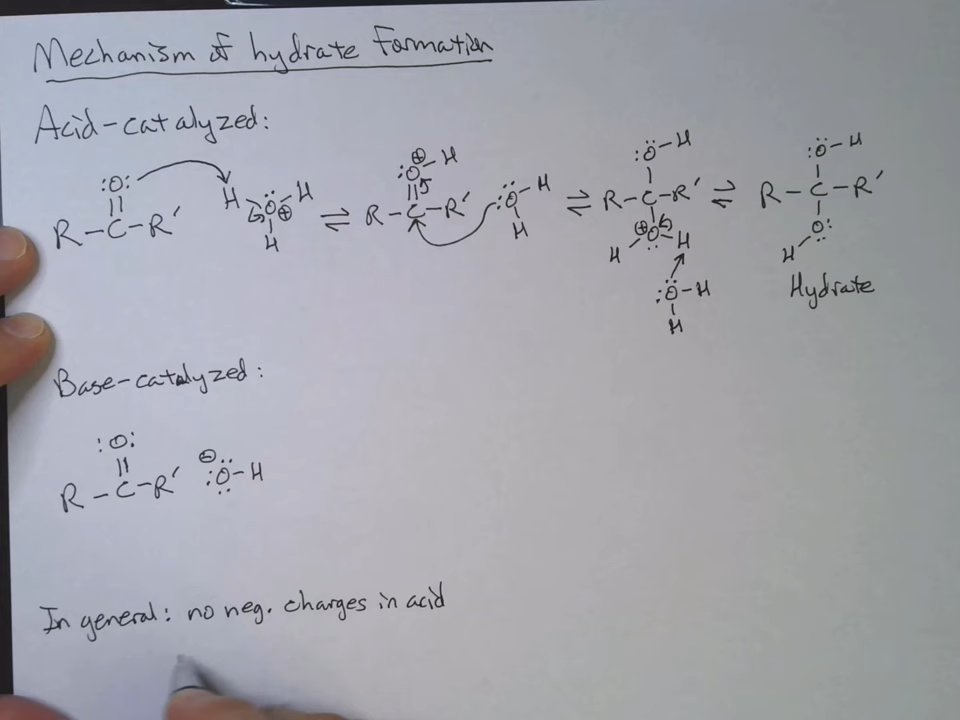 Mechanism of hydrate formation
Acid-catalyzed:
:O: H Ö H ⊕ H
R-C-R' ⇌ R-C-R' :Ö-H H ⇌ R-C-R' ⇌ R-C-R'
:Ö-H
H
Hydrate
Base-catalyzed:
:O:
R-C-R' ⊖ :Ö-H
In general: no neg. charges in acid